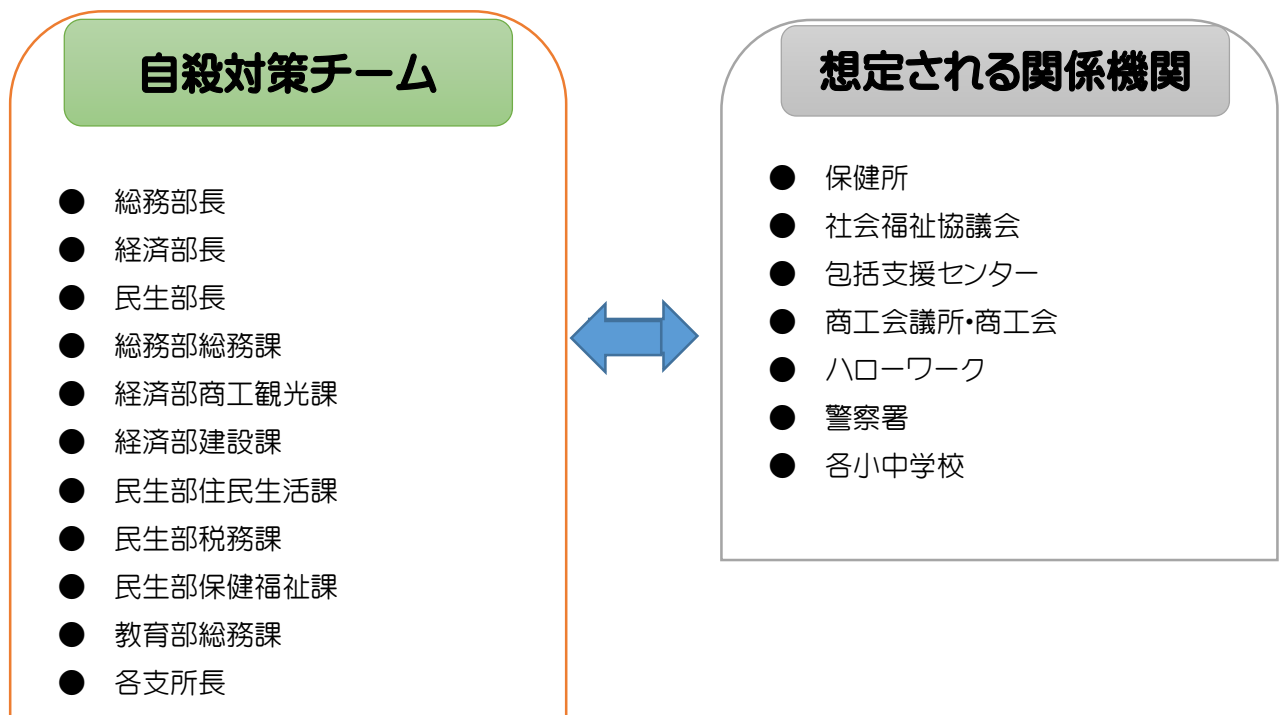 自殺対策チーム
● 総務部長
● 経済部長
● 民生部長
● 総務部総務課
● 経済部商工観光課
● 経済部建設課
● 民生部住民生活課
● 民生部税務課
● 民生部保健福祉課
● 教育部総務課
● 各支所長
想定される関係機関
● 保健所
● 社会福祉協議会
● 包括支援センター
● 商工会議所・商工会
● ハローワーク
● 警察署
● 各小中学校